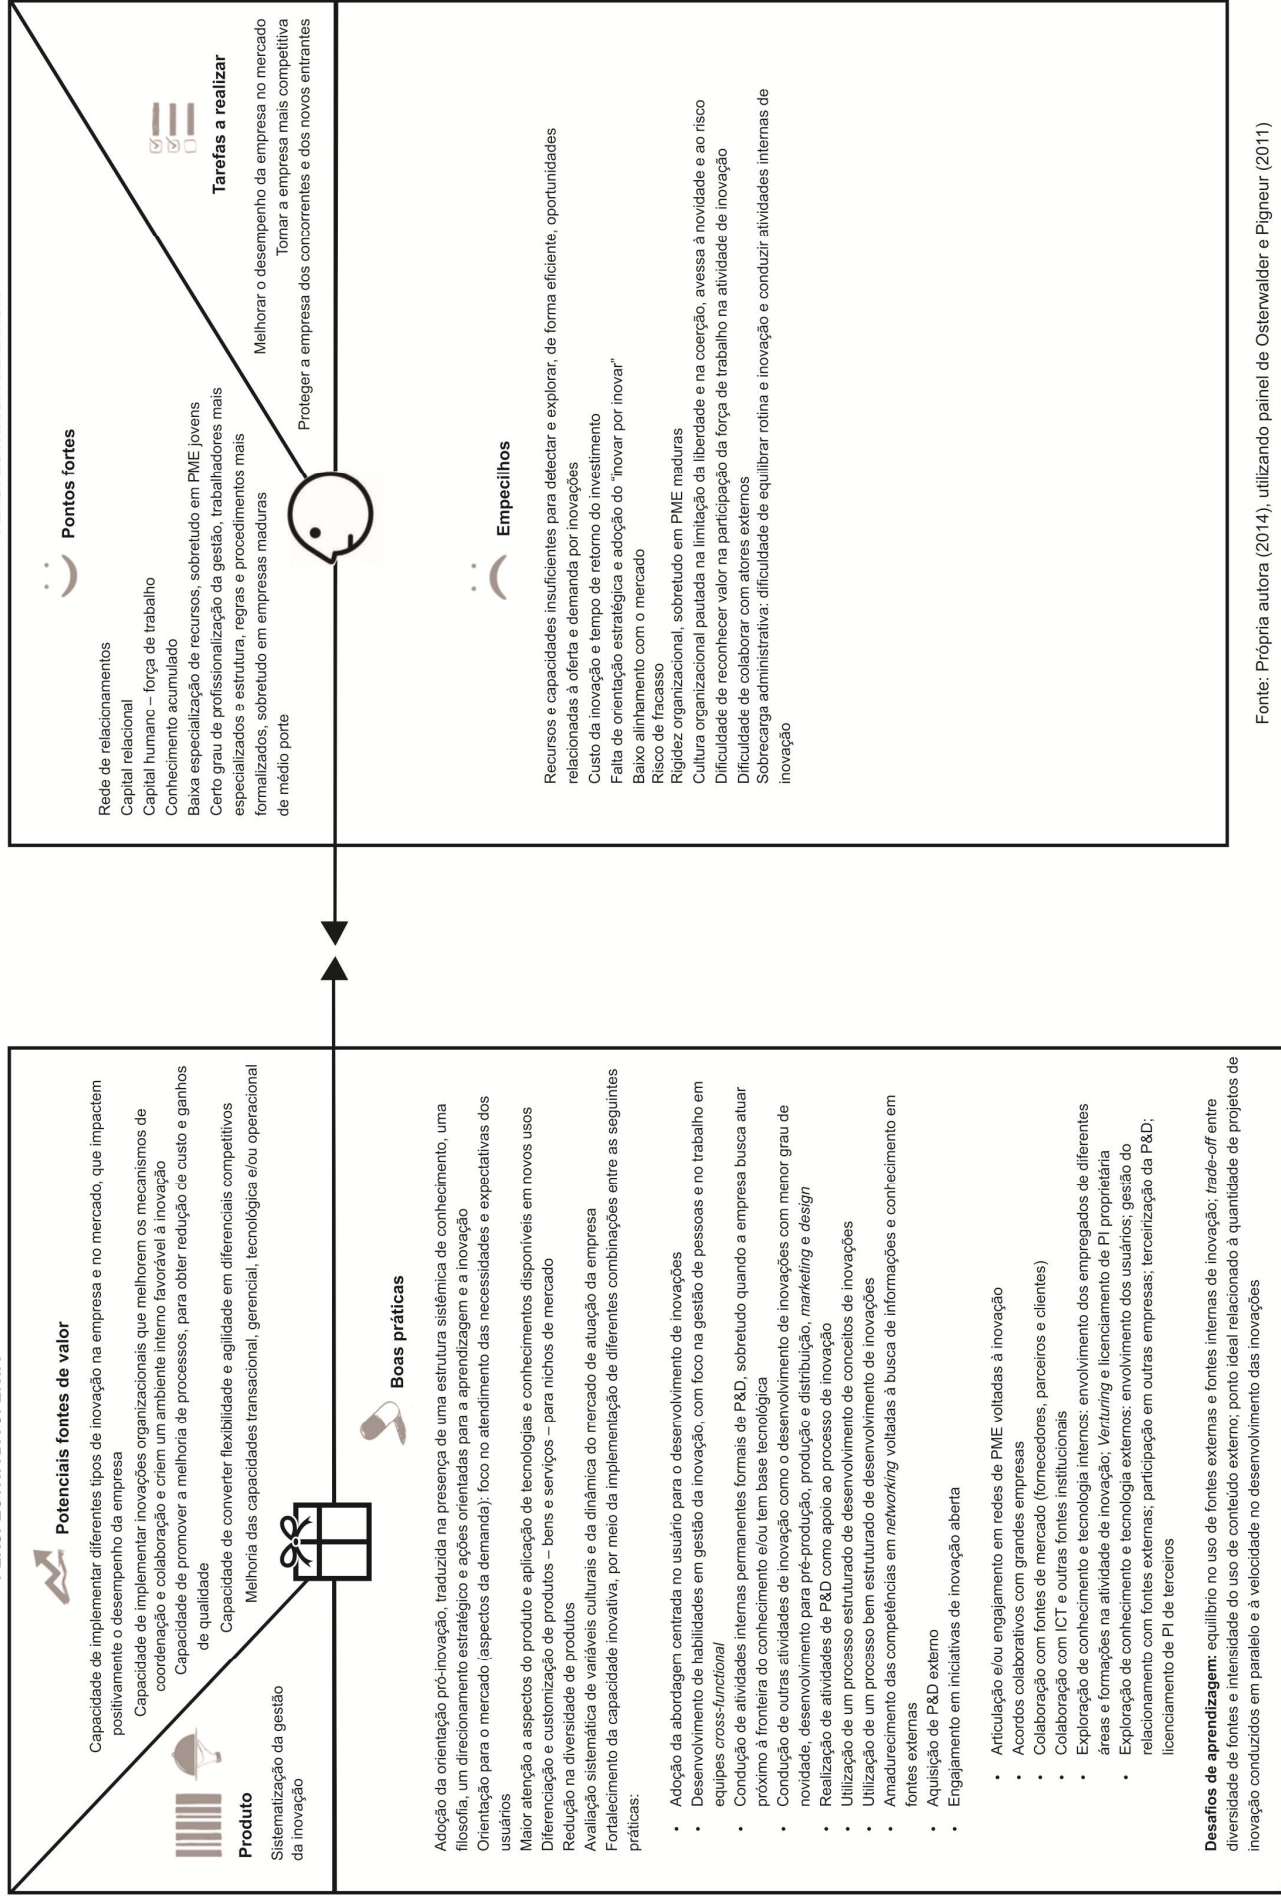 Potenciais fontes de valor
Capacidade de implementar diferentes tipos de inovação na empresa e no mercado, que impactem
positivamente o desempenho da empresa
Capacidade de implementar inovações organizacionais que melhorem os mecanismos de
coordenação e colaboração e criem um ambiente interno favorável à inovação
Capacidade de promover a melhoria de processos, para obter redução de custo e ganhos
de qualidade
Capacidade de converter flexibilidade e agilidade em diferenciais competitivos
Melhoria das capacidades transacional, gerencial, tecnológica e/ou operacional
Produto
Sistematização da gestão
da inovação
Boas práticas
Adoção da orientação pró-inovação, traduzida na presença de uma estrutura sistêmica de conhecimento, uma
filosofia, um direcionamento estratégico e ações orientadas para a aprendizagem e a inovação
Orientação para o mercado (aspectos da demanda): foco no atendimento das necessidades e expectativas dos
usuários
Maior atenção a aspectos do produto e aplicação de tecnologias e conhecimentos disponíveis em novos usos
Diferenciação e customização de produtos – bens e serviços – para nichos de mercado
Redução na diversidade de produtos
Avaliação sistemática de variáveis culturais e da dinâmica do mercado de atuação da empresa
Fortalecimento da capacidade inovativa, por meio da implementação de diferentes combinações entre as seguintes
práticas:
• Adoção da abordagem centrada no usuário para o desenvolvimento de inovações
• Desenvolvimento de habilidades em gestão da inovação, com foco na gestão de pessoas e no trabalho em
equipes cross-functional
• Condução de atividades internas permanentes formais de P&D, sobretudo quando a empresa busca atuar
próximo à fronteira do conhecimento e/ou tem base tecnológica
• Condução de outras atividades de inovação como o desenvolvimento de inovações com menor grau de
novidade, desenvolvimento para pré-produção, produção e distribuição, marketing e design
• Realização de atividades de P&D como apoio ao processo de inovação
• Utilização de um processo estruturado de desenvolvimento de conceitos de inovações
• Utilização de um processo bem estruturado de desenvolvimento de inovações
• Amadurecimento das competências em networking voltadas à busca de informações e conhecimento em
fontes externas
• Aquisição de P&D externo
• Engajamento em iniciativas de inovação aberta
• Articulação e/ou engajamento em redes de PME voltadas à inovação
• Acordos colaborativos com grandes empresas
• Colaboração com fontes de mercado (fornecedores, parceiros e clientes)
• Colaboração com ICT e outras fontes institucionais
• Exploração de conhecimento e tecnologia internos: envolvimento dos empregados de diferentes
áreas e formações na atividade de inovação; Venturing e licenciamento de PI proprietária
• Exploração de conhecimento e tecnologia externos: envolvimento dos usuários; gestão do
relacionamento com fontes externas; participação em outras empresas; terceirização da P&D;
licenciamento de PI de terceiros
Desafios de aprendizagem: equilíbrio no uso de fontes externas e fontes internas de inovação; trade-off entre
diversidade de fontes e intensidade do uso de conteúdo externo; ponto ideal relacionado à quantidade de projetos de
inovação conduzidos em paralelo e à velocidade no desenvolvimento das inovações
Pontos fortes
Rede de relacionamentos
Capital relacional
Capital humano – força de trabalho
Conhecimento acumulado
Baixa especialização de recursos, sobretudo em PME jovens
Certo grau de profissionalização da gestão, trabalhadores mais
especializados e estrutura, regras e procedimentos mais
formalizados, sobretudo em empresas maduras
de médio porte
Tarefas a realizar
Melhorar o desempenho da empresa no mercado
Tornar a empresa mais competitiva
Proteger a empresa dos concorrentes e dos novos entrantes
Empecilhos
Recursos e capacidades insuficientes para detectar e explorar, de forma eficiente, oportunidades
relacionadas à oferta e demanda por inovações
Custo da inovação e tempo de retorno do investimento
Falta de orientação estratégica e adoção do “inovar por inovar”
Baixo alinhamento com o mercado
Risco de fracasso
Rigidez organizacional, sobretudo em PME maduras
Cultura organizacional pautada na limitação da liberdade e na coerção, avessa à novidade e ao risco
Dificuldade de reconhecer valor na participação da força de trabalho na atividade de inovação
Dificuldade de colaborar com atores externos
Sobrecarga administrativa: dificuldade de equilibrar rotina e inovação e conduzir atividades internas de
inovação
Fonte: Própria autora (2014), utilizando painel de Osterwalder e Pigneur (2011)